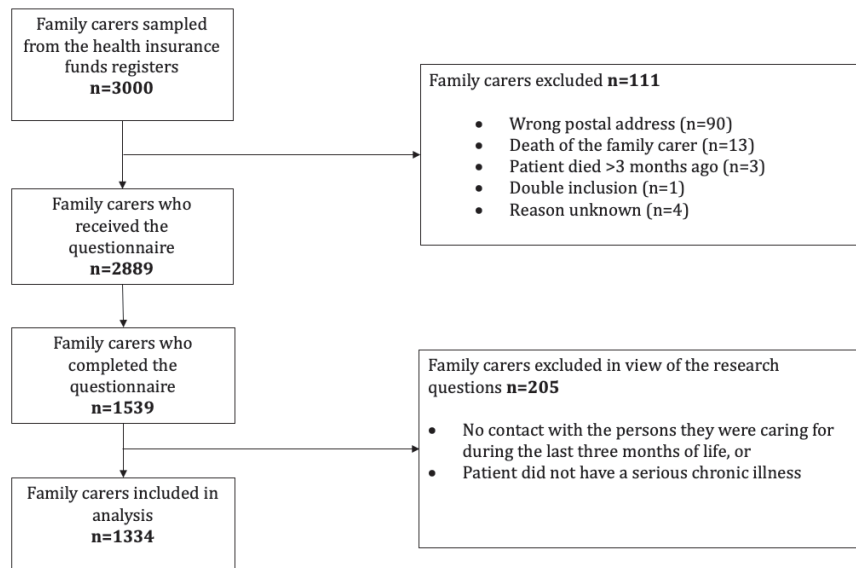 Family carers sampled
from the health insurance
funds registers
n=3000
Family carers excluded n=111
• Wrong postal address (n=90)
• Death of the family carer (n=13)
• Patient died >3 months ago (n=3)
• Double inclusion (n=1)
• Reason unknown (n=4)
Family carers who
received the
questionnaire
n=2889
Family carers who
completed the
questionnaire
n=1539
Family carers excluded in view of the research
questions n=205
• No contact with the persons they were caring for
during the last three months of life, or
• Patient did not have a serious chronic illness
Family carers included in
analysis
n=1334